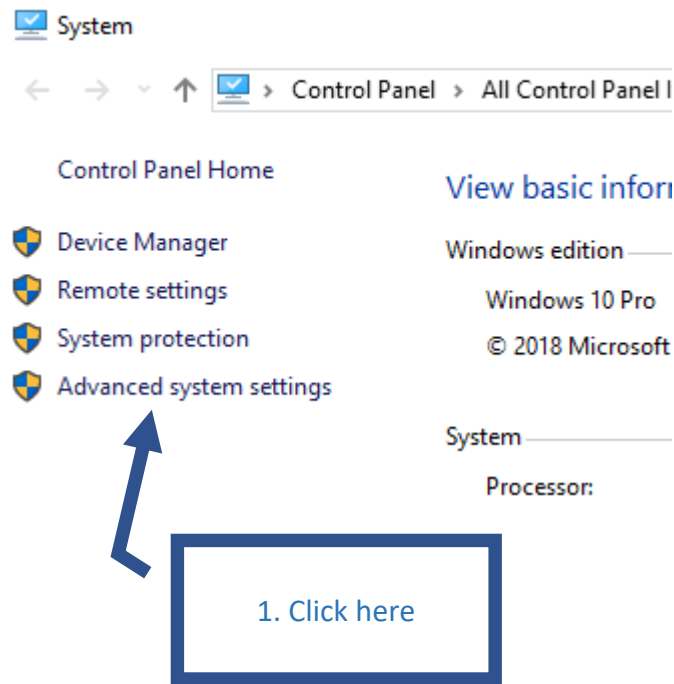 System
Control Panel > All Control Panel I
Control Panel Home
Device Manager
Remote settings
System protection
Advanced system settings
View basic infor
Windows edition
Windows 10 Pro
© 2018 Microsoft
System
Processor:
1. Click here